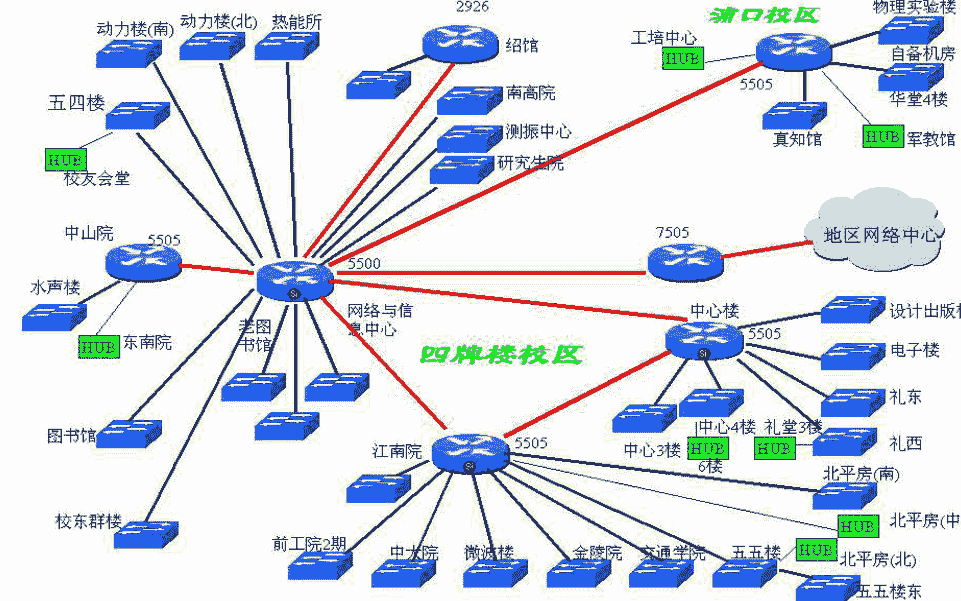 2926
浦口校区
物理实验楼
动力楼(南)
动力楼(北)
热能所
绍馆
工培中心
HUB
自备机房
5505
华堂4楼
五四楼
南高院
测振中心
真知馆
HUB
军教馆
HUB
研究生院
校友会堂
中山院
5505
5500
7505
地区网络中心
水声楼
网络与信
息中心
中心楼
设计出版楼
HUB
东南院
老图
书馆
5505
四牌楼校区
电子楼
礼东
图书馆
江南院
5505
中心3楼
中心4楼
HUB
6楼
礼堂3楼
HUB
礼西
北平房(南)
校东群楼
HUB
北平房(中
前工院2期
中大院
微波楼
金陵院
交通学院
五五楼
HUB
北平房(北)
五五楼东